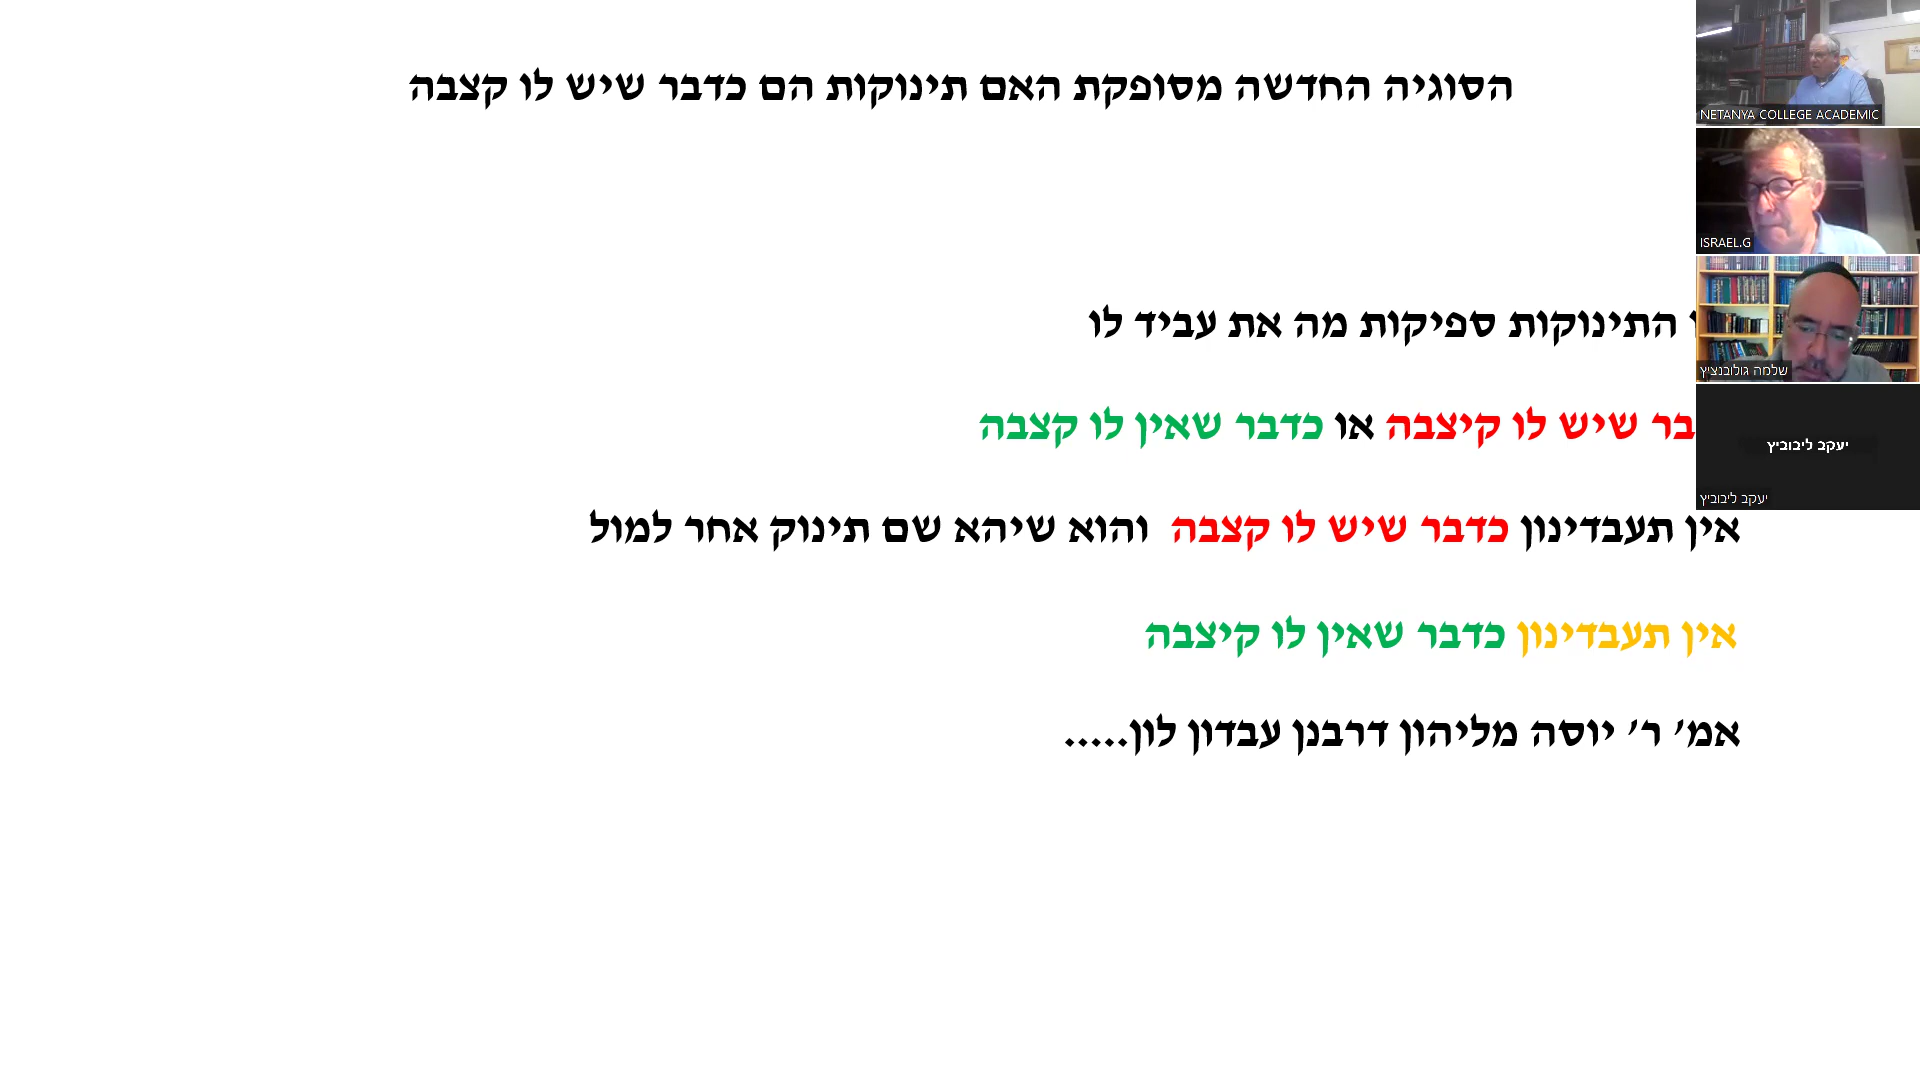 הסוגיה החדשה מסופקת האם תינוקות הם כדבר שיש לו קצבה
התינוקות ספיקות מה את עביד לו
בר שיש לו קיצבה או כדבר שאין לו קצבה
אין תעבדינון כדבר שיש לו קצבה והוא שיהא שם תינוק אחר למול
אין תעבדינון כדבר שאין לו קיצבה
אמ' ר' יוסה מליהון דרבנן עבדון לון.....
NETANYA COLLEGE ACADEMIC
ISRAEL.G
שלמה גולובנציץ
יעקב ליבוביץ
יעקב ליבוביץ